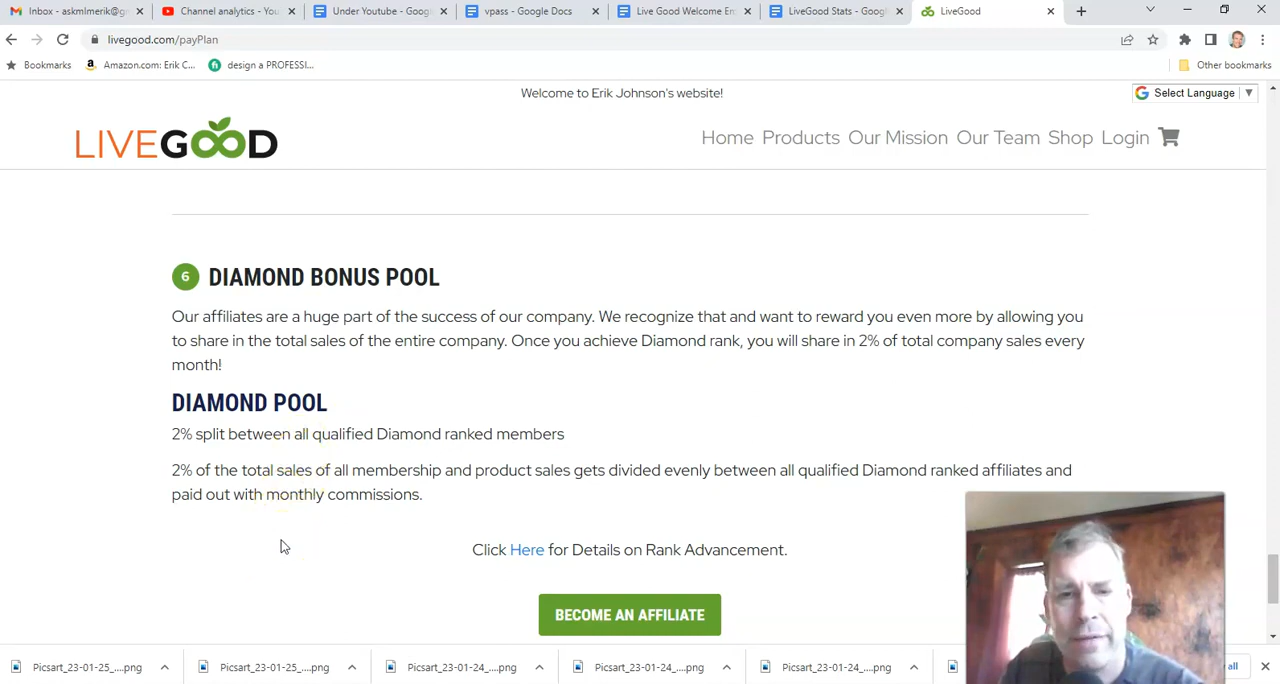 Inbox - askmlmerik@g
Channel analytics - You
Under Youtube - Goog
vpass - Google Docs
Live Good Welcome Em
LiveGood Stats - Googl
LiveGood
livegood.com/payPlan
Bookmarks
Amazon.com: Erik C...
design a PROFESSI...
Other bookmarks
Welcome to Erik Johnson's website!
Select Language
LIVEGOOD
Home Products Our Mission Our Team Shop Login
6 DIAMOND BONUS POOL
Our affiliates are a huge part of the success of our company. We recognize that and want to reward you even more by allowing you
to share in the total sales of the entire company. Once you achieve Diamond rank, you will share in 2% of total company sales every
month!
DIAMOND POOL
2% split between all qualified Diamond ranked members
2% of the total sales of all membership and product sales gets divided evenly between all qualified Diamond ranked affiliates and
paid out with monthly commissions.
Click Here for Details on Rank Advancement.
BECOME AN AFFILIATE
Picsart_23-01-25_....png
Picsart_23-01-25_....png
Picsart_23-01-24_....png
Picsart_23-01-24_....png
Picsart_23-01-24_....png
all